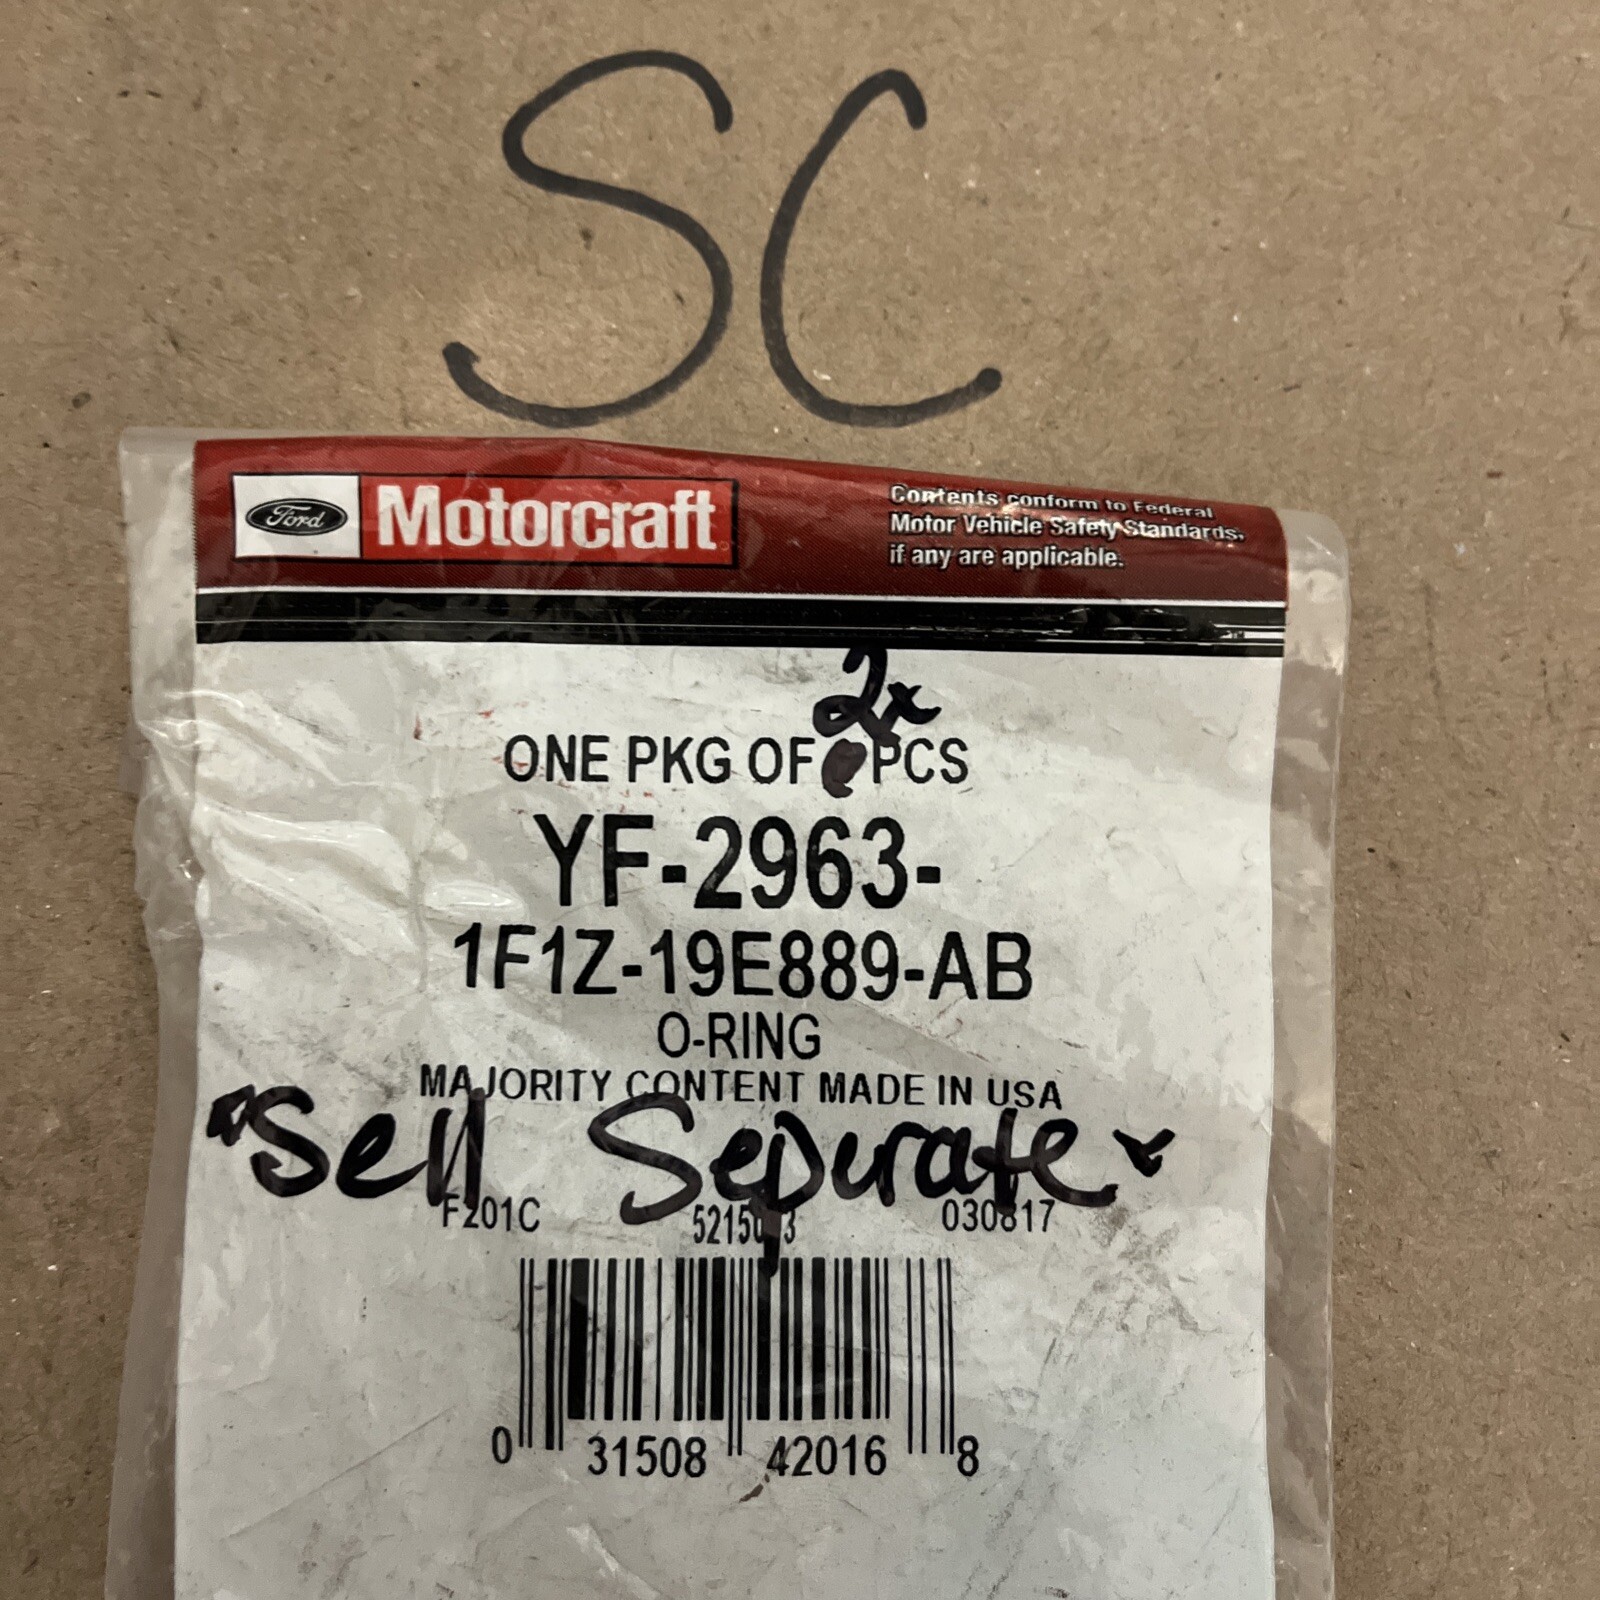 SC
Ford Motorcraft
Contents conform to Federal
Motor Vehicle Safety Standards,
if any are applicable.
2x
ONE PKG OF PCS
YF-2963-
1F1Z-19E889-AB
O-RING
MAJORITY CONTENT MADE IN USA
"Sell Seperate"
F201C 030817
0 31508 42016 8